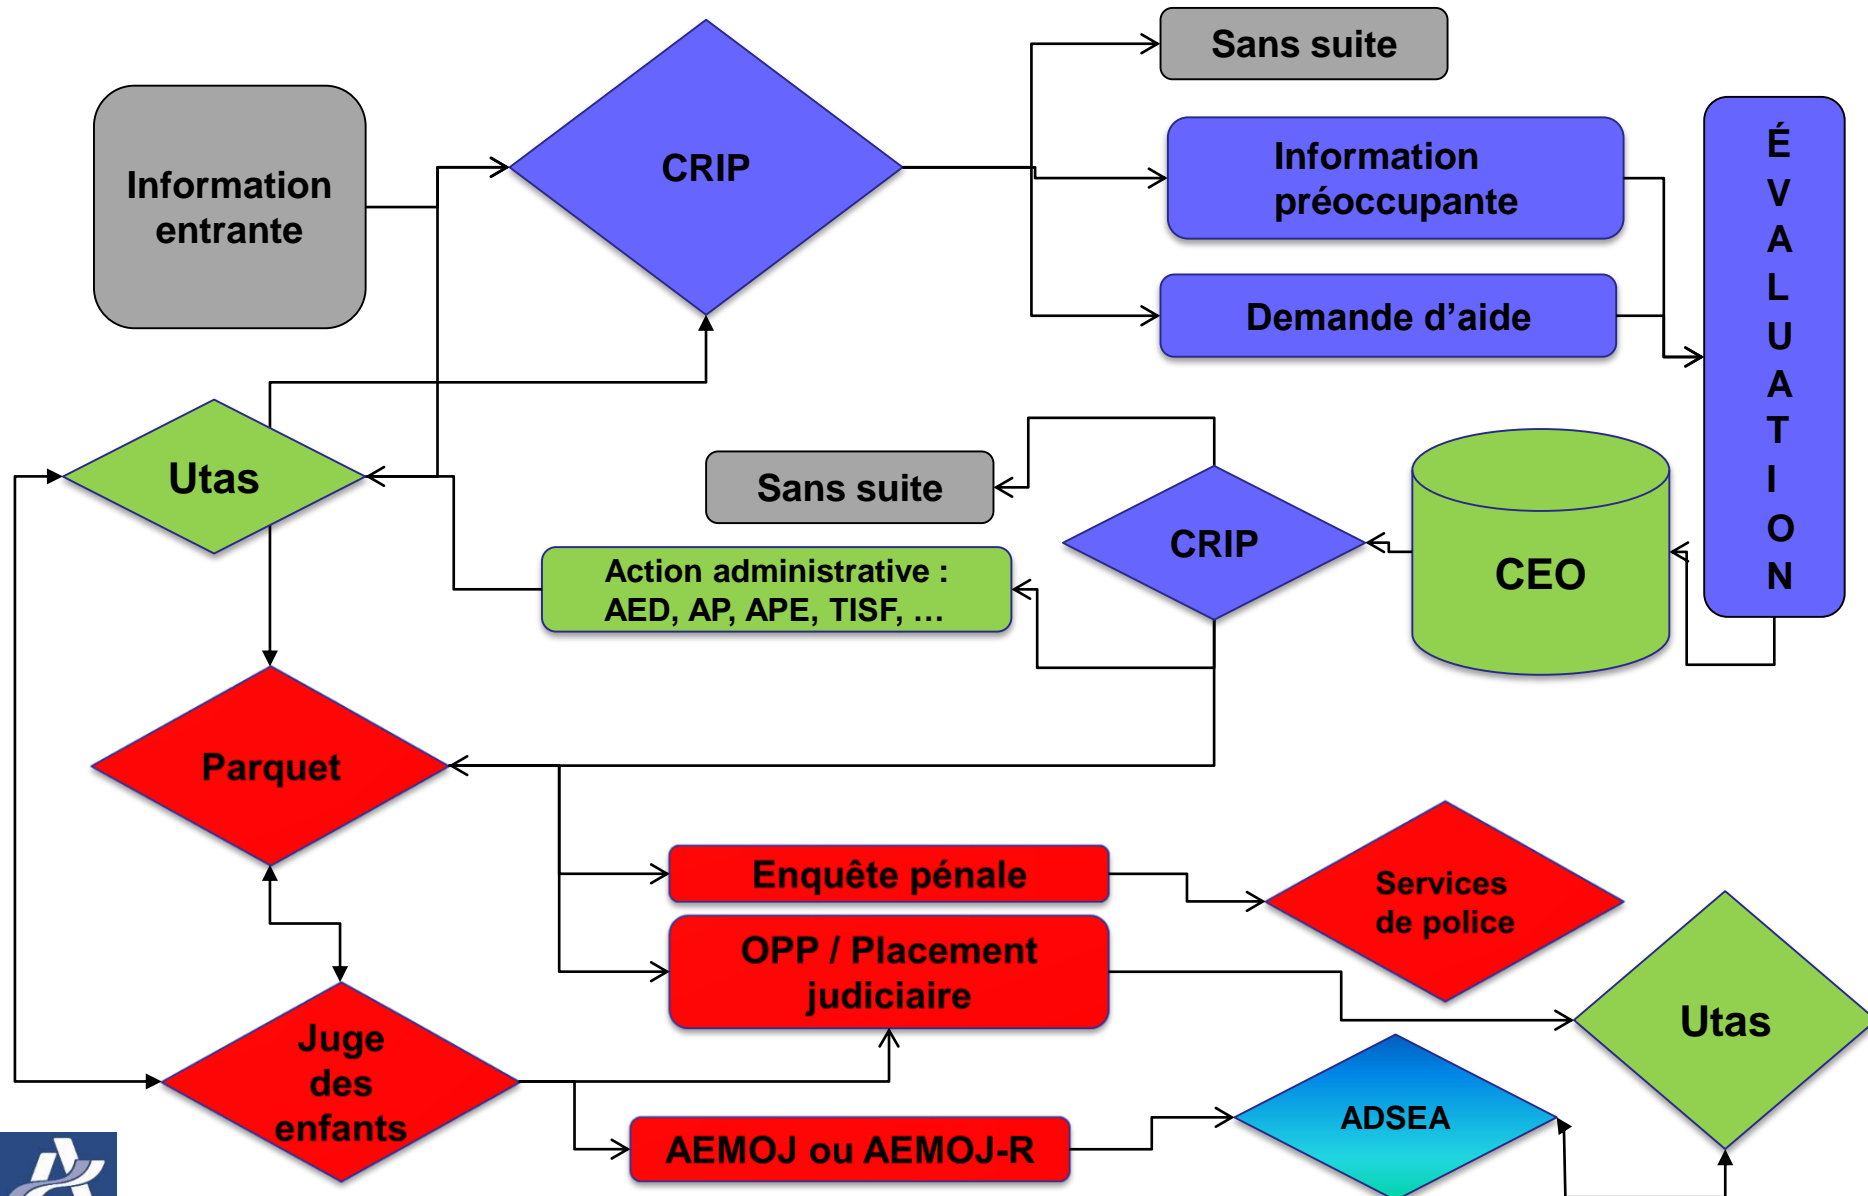 Sans suite
Information
entrante
CRIP
Information
préoccupante
Demande d’aide
É
V
A
L
U
A
T
I
O
N
Utas
Sans suite
CRIP
CEO
Action administrative :
AED, AP, APE, TISF, …
Parquet
Enquête pénale
Services
de police
OPP / Placement
judiciaire
Utas
Juge
des
enfants
AEMOJ ou AEMOJ-R
ADSEA